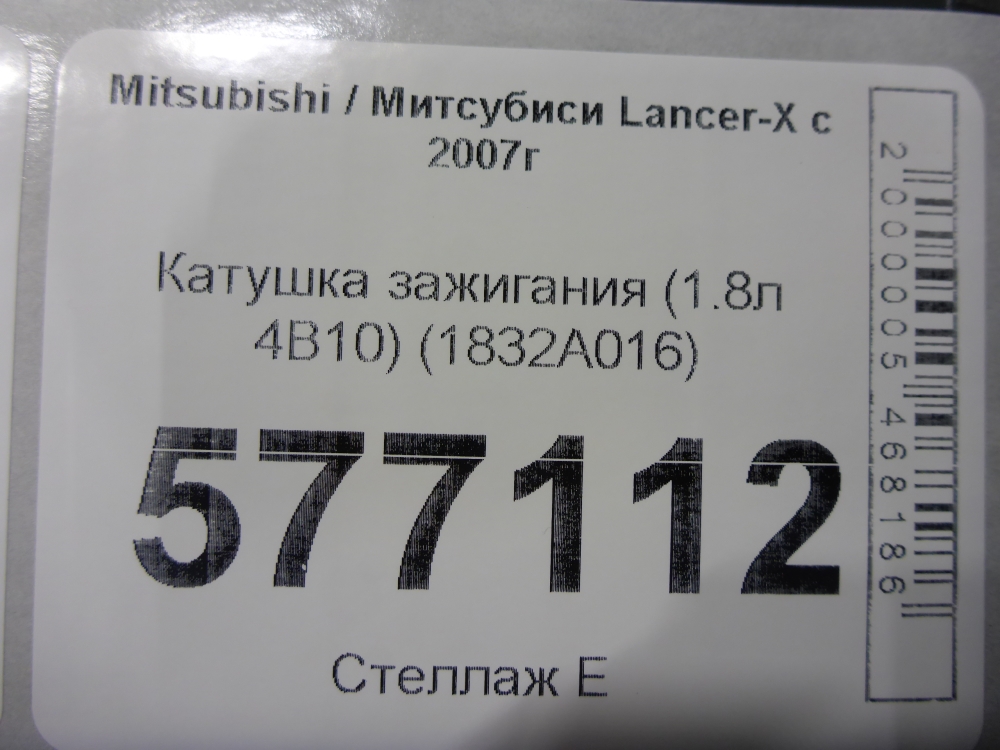 Mitsubishi / Митсубиси Lancer-X с
2007г
Катушка зажигания (1.8л
4B10) (1832A016)
577112
Стеллаж Е
2000005468186